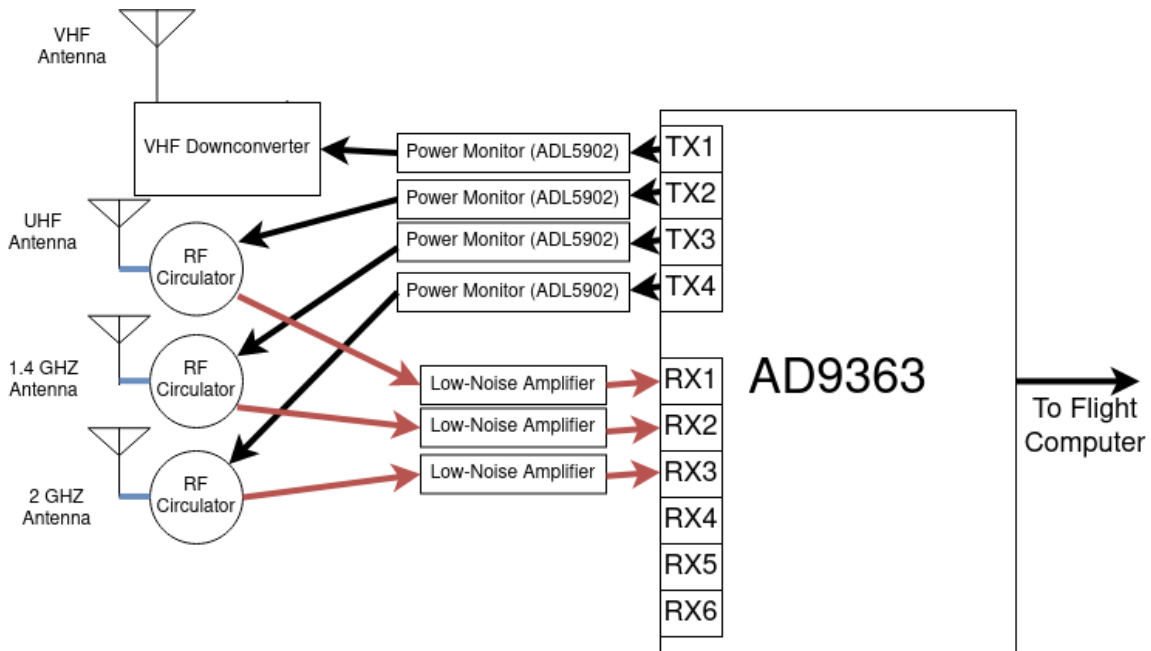 VHF
Antenna
VHF Downconverter
Power Monitor (ADL5902)
TX1
Power Monitor (ADL5902)
TX2
UHF
Antenna
RF
Circulator
Power Monitor (ADL5902)
TX3
Power Monitor (ADL5902)
TX4
1.4 GHZ
Antenna
RF
Circulator
Low-Noise Amplifier
RX1
AD9363
Low-Noise Amplifier
RX2
To Flight
Computer
2 GHZ
Antenna
RF
Circulator
Low-Noise Amplifier
RX3
RX4
RX5
RX6